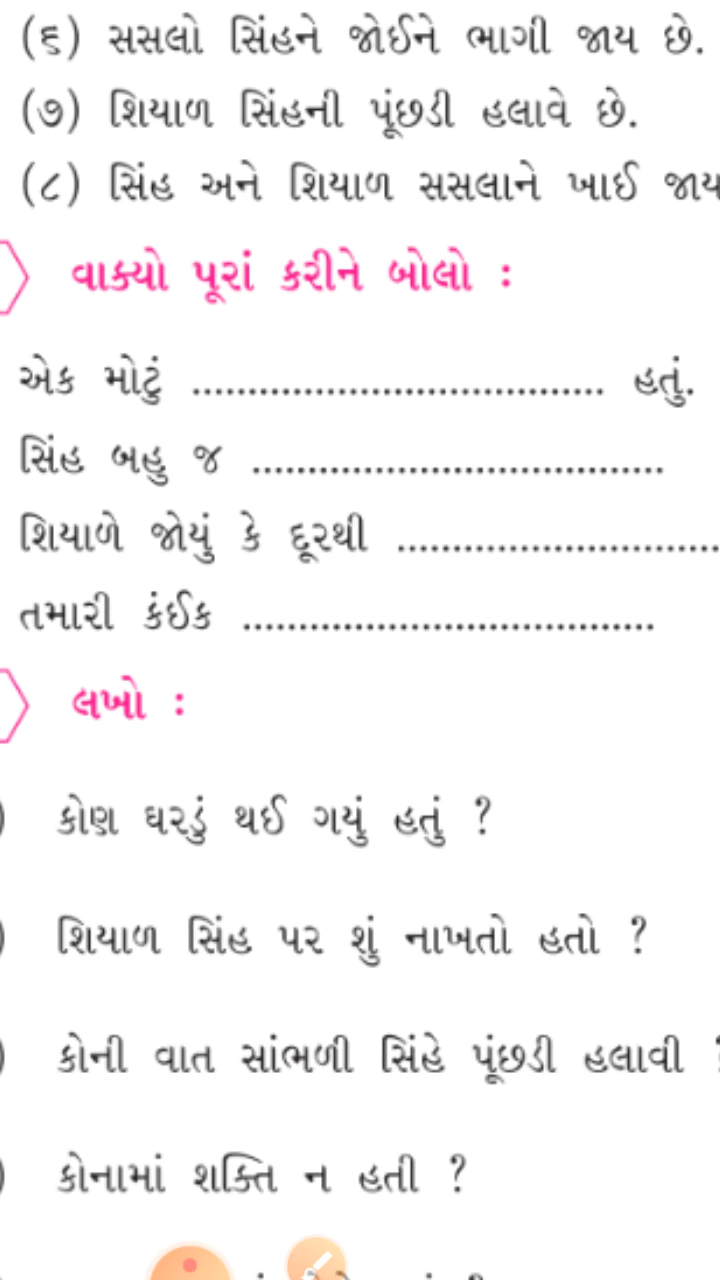 (૬) સસલો સિંહને જોઈને ભાગી જાય છે.
(૭) શિયાળ સિંહની પૂંછડી હલાવે છે.
(૮) સિંહ અને શિયાળ સસલાને ખાઈ જાય
વાક્યો પૂરાં કરીને બોલો :
એક મોટું .................................... હતું.
સિંહ બહુ જ ....................................
શિયાળે જોયું કે દૂરથી ............................
તમારી કંઈક ....................................
લખો :
) કોણ ઘરડું થઈ ગયું હતું ?
) શિયાળ સિંહ પર શું નાખતો હતો ?
) કોની વાત સાંભળી સિંહે પૂંછડી હલાવી ?
) કોનામાં શક્તિ ન હતી ?